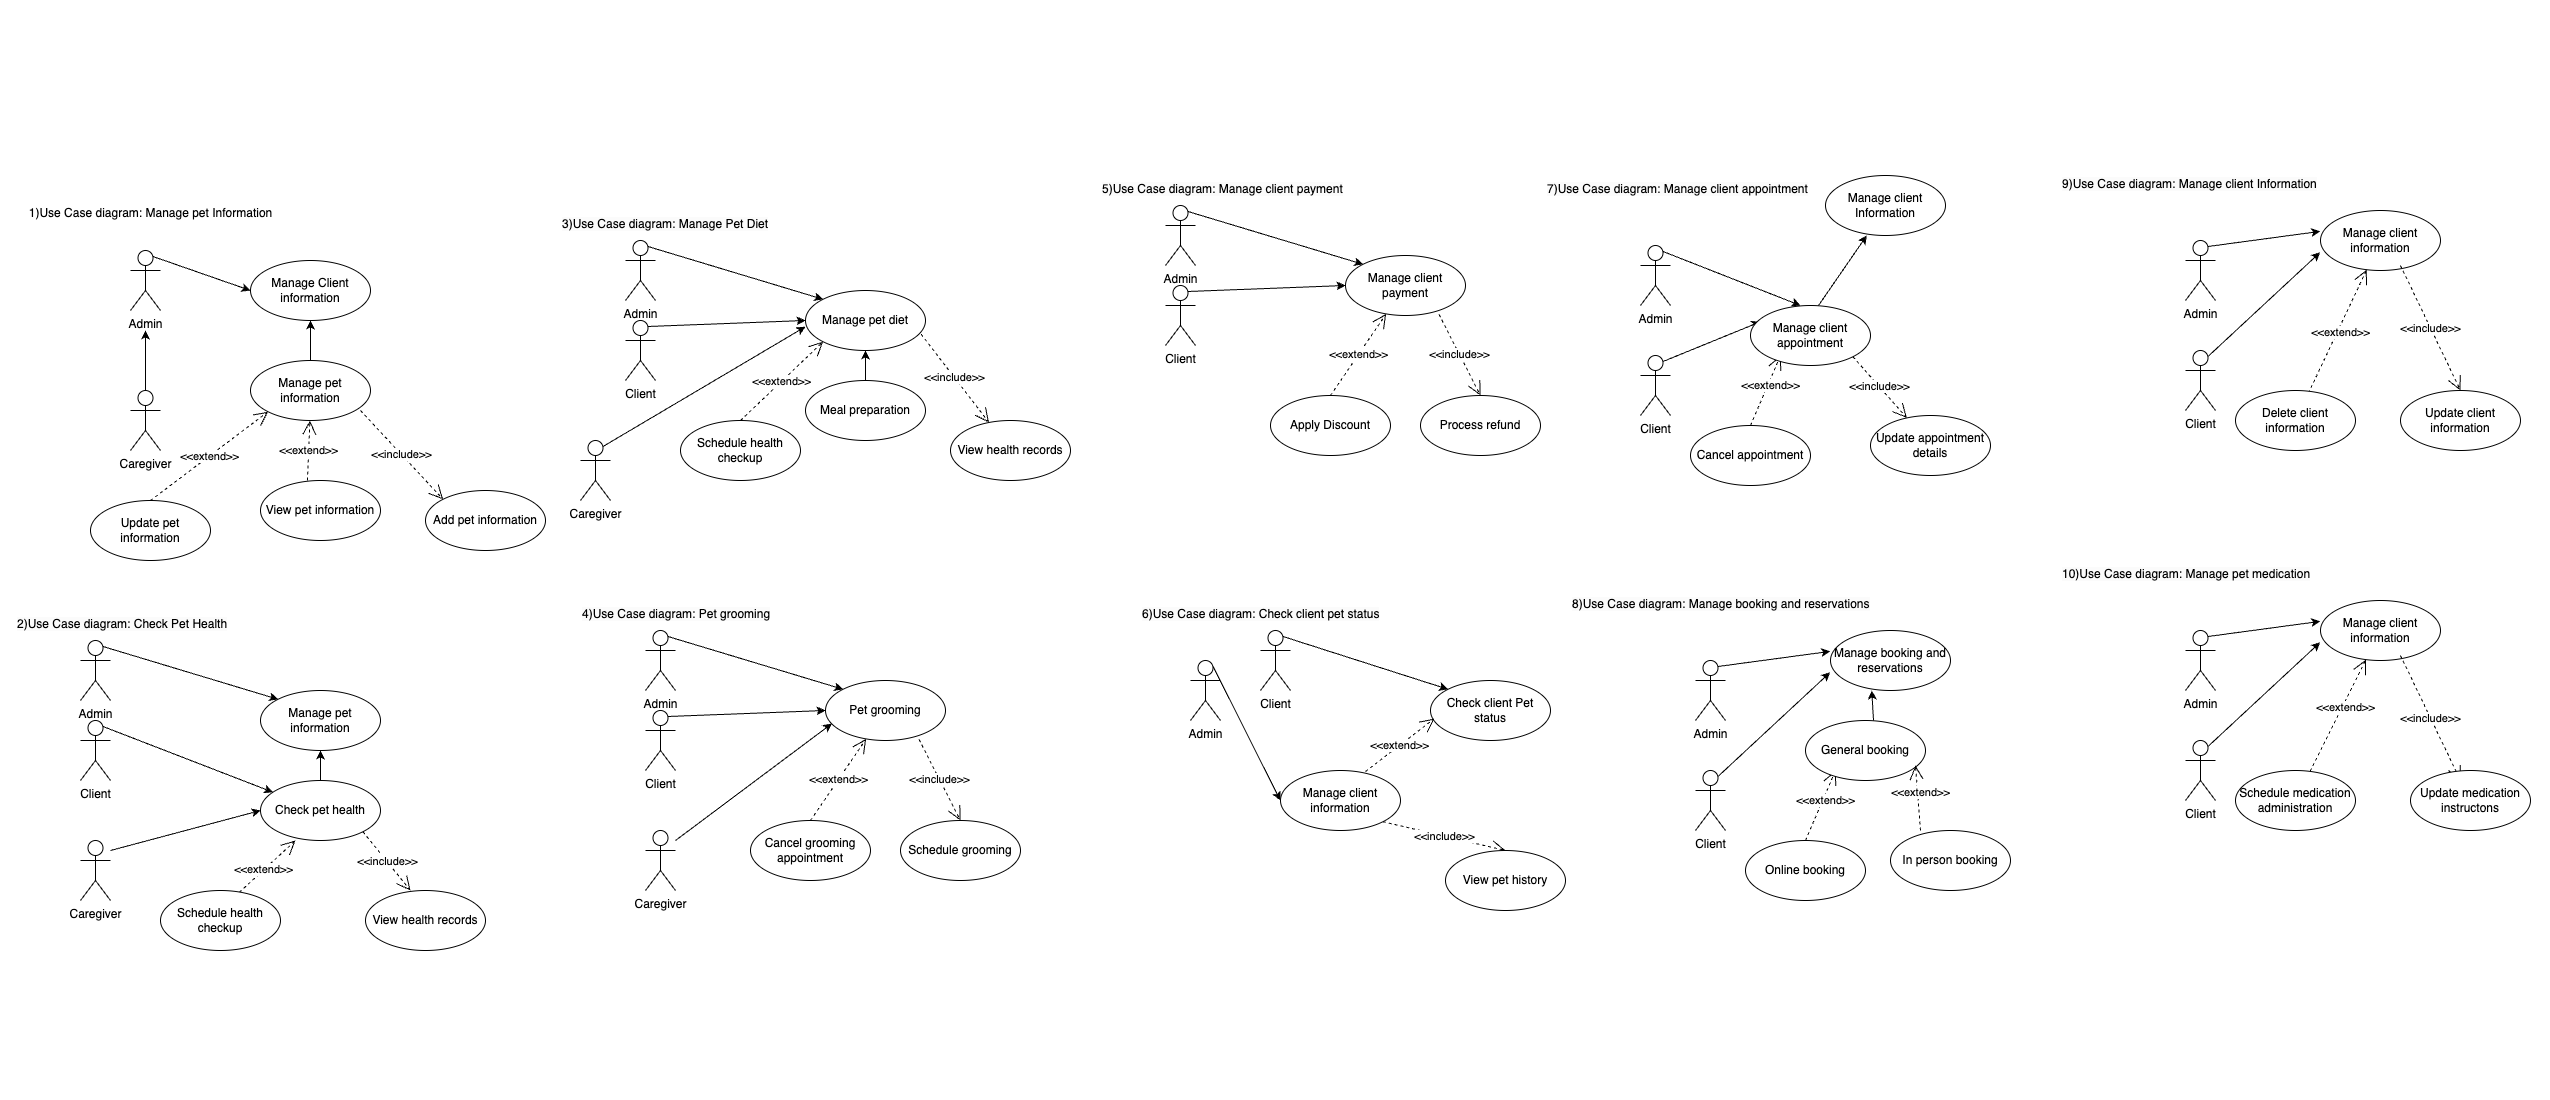 1)Use Case diagram: Manage pet Information
Admin
Manage Client
information
Manage pet
information
Caregiver
<<extend>>
<<extend>>
<<include>>
Update pet
information
View pet information
Add pet information
2)Use Case diagram: Check Pet Health
Admin
Manage pet
information
Client
Check pet health
Caregiver
<<extend>>
<<include>>
Schedule health
checkup
View health records
3)Use Case diagram: Manage Pet Diet
Admin
Manage pet diet
Client
<<extend>>
<<include>>
Meal preparation
Schedule health
checkup
View health records
Caregiver
4)Use Case diagram: Pet grooming
Admin
Pet grooming
Client
<<extend>>
<<include>>
Cancel grooming
appointment
Schedule grooming
Caregiver
5)Use Case diagram: Manage client payment
Admin
Manage client
payment
Client
<<extend>>
<<include>>
Apply Discount
Process refund
6)Use Case diagram: Check client pet status
Client
Admin
Check client Pet
status
<<extend>>
Manage client
information
<<include>>
View pet history
7)Use Case diagram: Manage client appointment
Manage client
Information
Admin
Manage client
appointment
Client
<<extend>>
<<include>>
Cancel appointment
Update appointment
details
8)Use Case diagram: Manage booking and reservations
Manage booking and
reservations
Admin
General booking
Client
<<extend>>
<<extend>>
Online booking
In person booking
9)Use Case diagram: Manage client Information
Manage client
information
Admin
<<extend>>
<<include>>
Client
Delete client
information
Update client
information
10)Use Case diagram: Manage pet medication
Manage client
information
Admin
<<extend>>
<<include>>
Client
Schedule medication
administration
Update medication
instructons